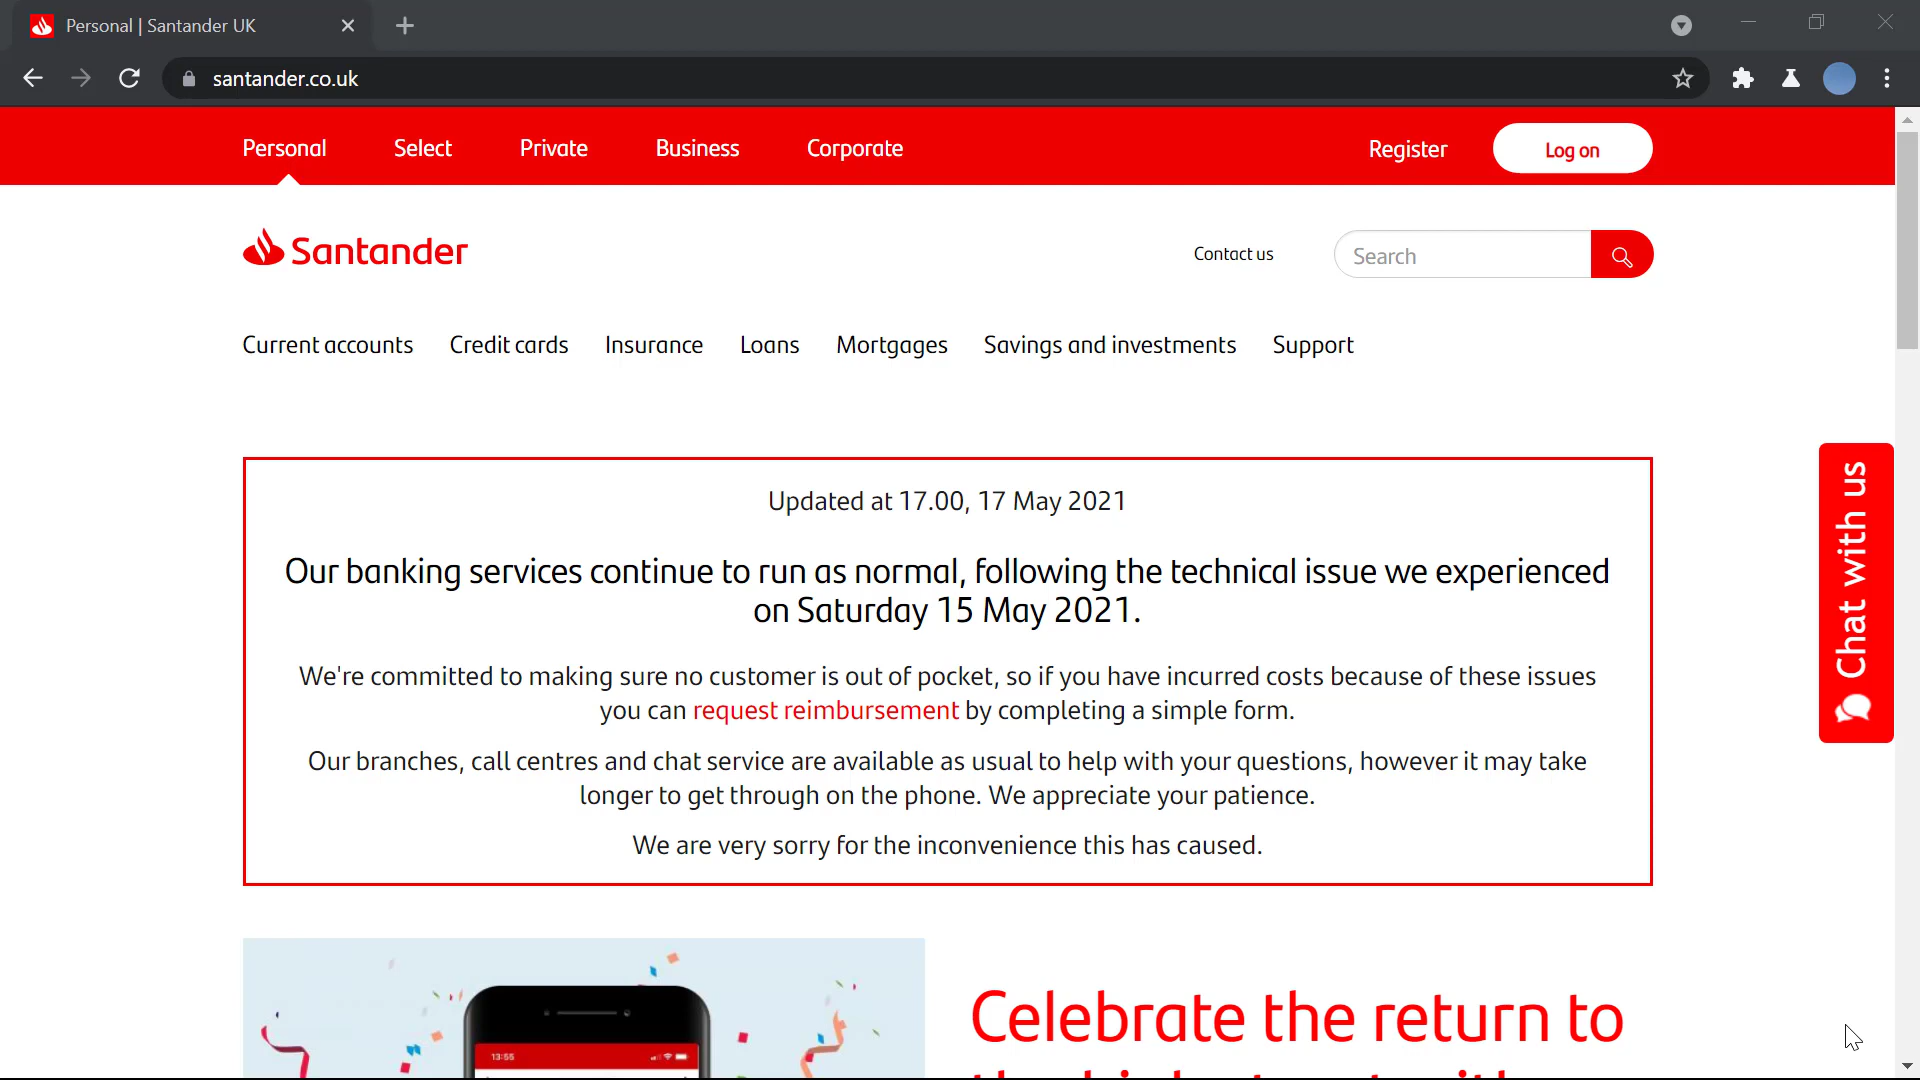 Personal | Santander UK
santander.co.uk
Personal Select Private Business Corporate Register Log on
Santander
Contact us
Search
Current accounts Credit cards Insurance Loans Mortgages Savings and investments Support
Updated at 17.00, 17 May 2021
Our banking services continue to run as normal, following the technical issue we experienced
on Saturday 15 May 2021.
We're committed to making sure no customer is out of pocket, so if you have incurred costs because of these issues
you can request reimbursement by completing a simple form.
Our branches, call centres and chat service are available as usual to help with your questions, however it may take
longer to get through on the phone. We appreciate your patience.
We are very sorry for the inconvenience this has caused.
Chat with us
13:55
Celebrate the return to